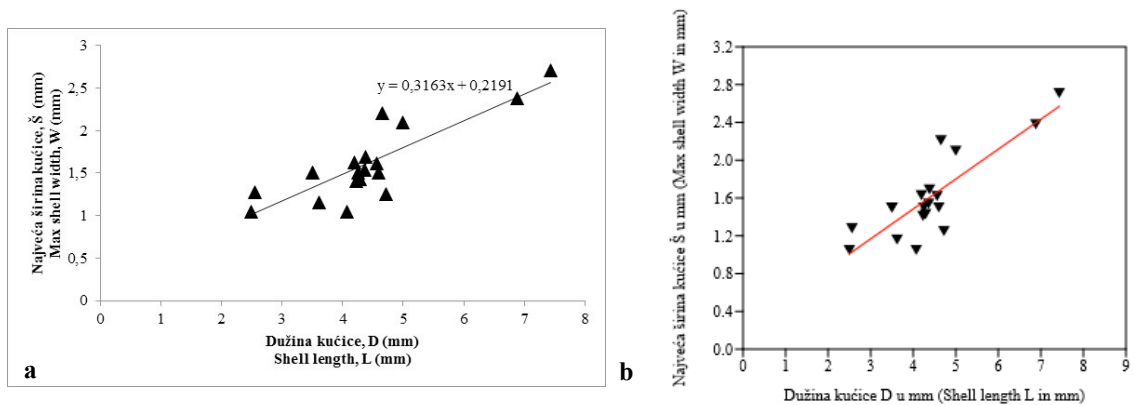 Najveća širina kućice, Š (mm)
Max shell width, W (mm)
3
2,5
2
1,5
1
0,5
0
y = 0,3163x + 0,2191
0 1 2 3 4 5 6 7 8
Dužina kućice, D (mm)
Shell length, L (mm)
a
Najveća širina kućice Š u mm (Max shell width W in mm)
3.2
2.8
2.4
2.0
1.6
1.2
0.8
0.4
0.0
0 1 2 3 4 5 6 7 8 9
Dužina kućice D u mm (Shell length L in mm)
b